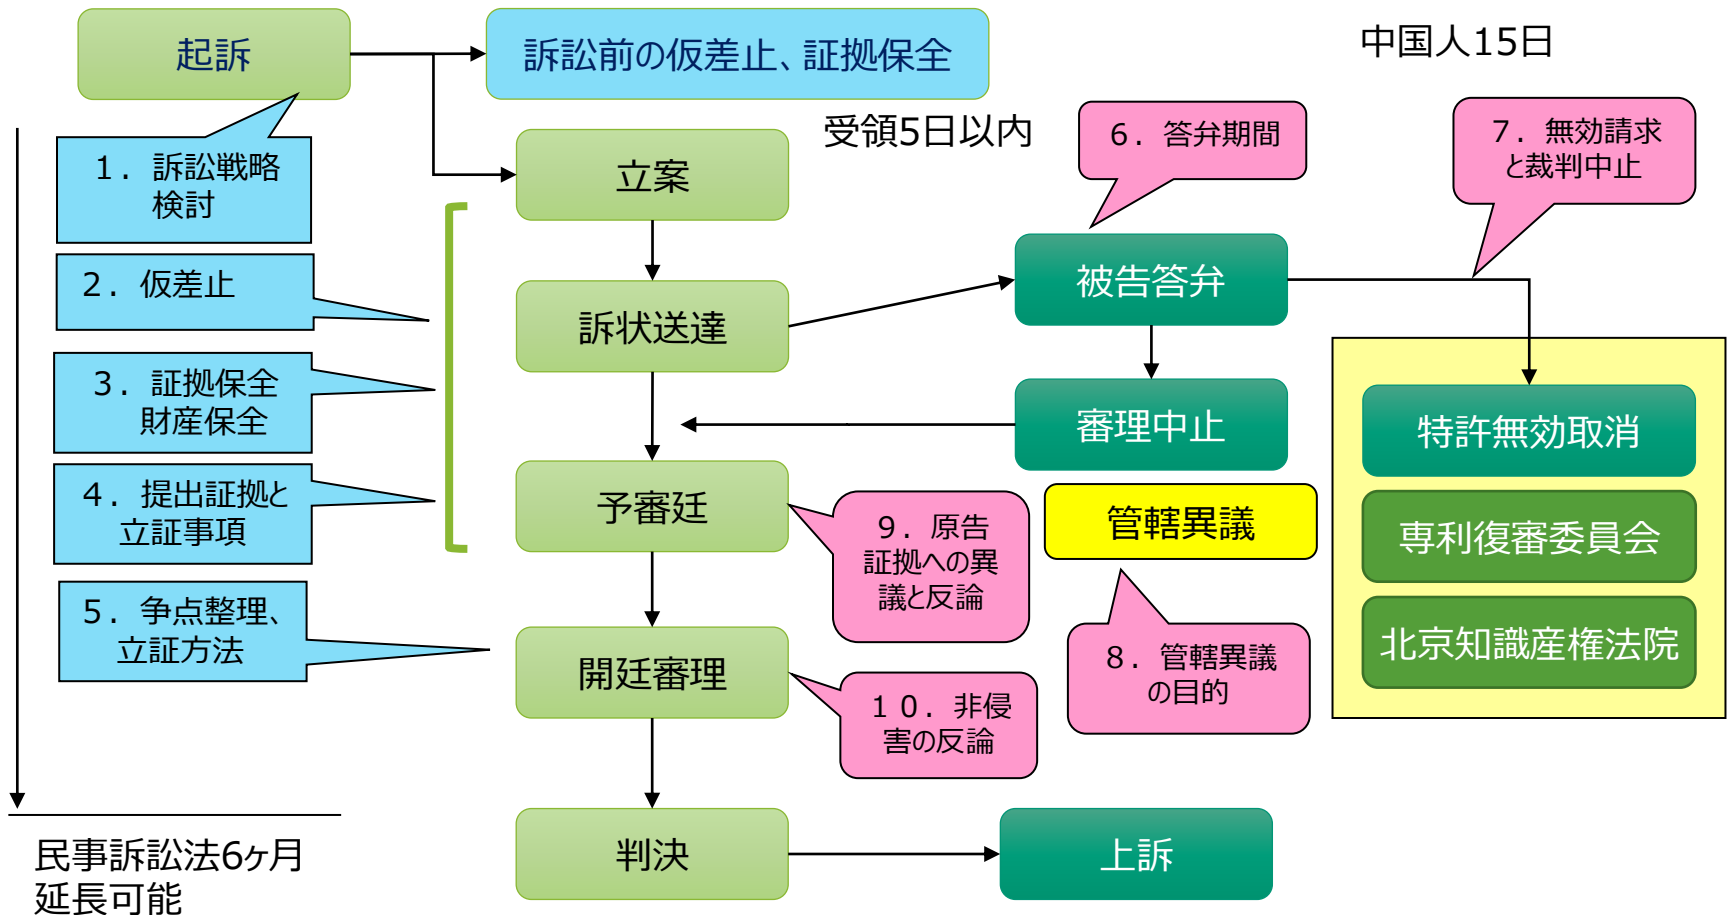 起訴
訴訟前の仮差止、証拠保全
中国人15日
受領5日以内
６．答弁期間
７．無効請求
と裁判中止
１．訴訟戦略
検討
立案
２．仮差止
被告答弁
訴状送達
３．証拠保全
財産保全
審理中止
特許無効取消
４．提出証拠と
立証事項
予審廷
９．原告
証拠への異
議と反論
管轄異議
専利復審委員会
５．争点整理、
立証方法
開廷審理
８．管轄異議
の目的
北京知識産権法院
１０．非侵
害の反論
民事訴訟法6ヶ月
延長可能
判決
上訴